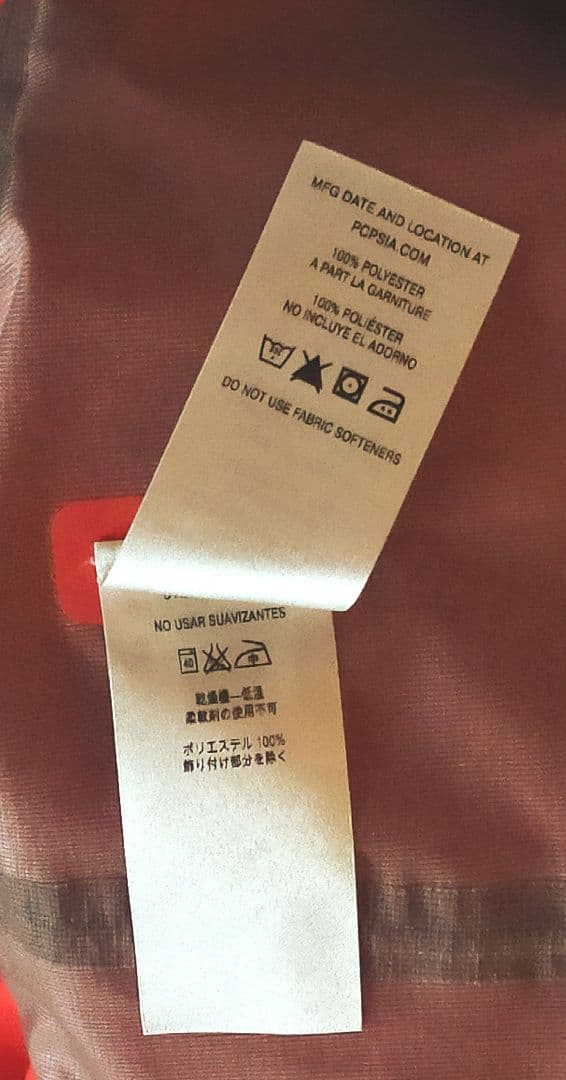 MFG DATE AND LOCATION AT
PCPSIA.COM
100% POLYESTER
A PART LA GARNITURE
100% POLIÉSTER
NO INCLUYE EL ADORNO
DO NOT USE FABRIC SOFTENERS
NO USAR SUAVIZANTES
40 中
乾燥機—低温
柔軟剤の使用不可
ポリエステル 100%
飾り付け部分を除く